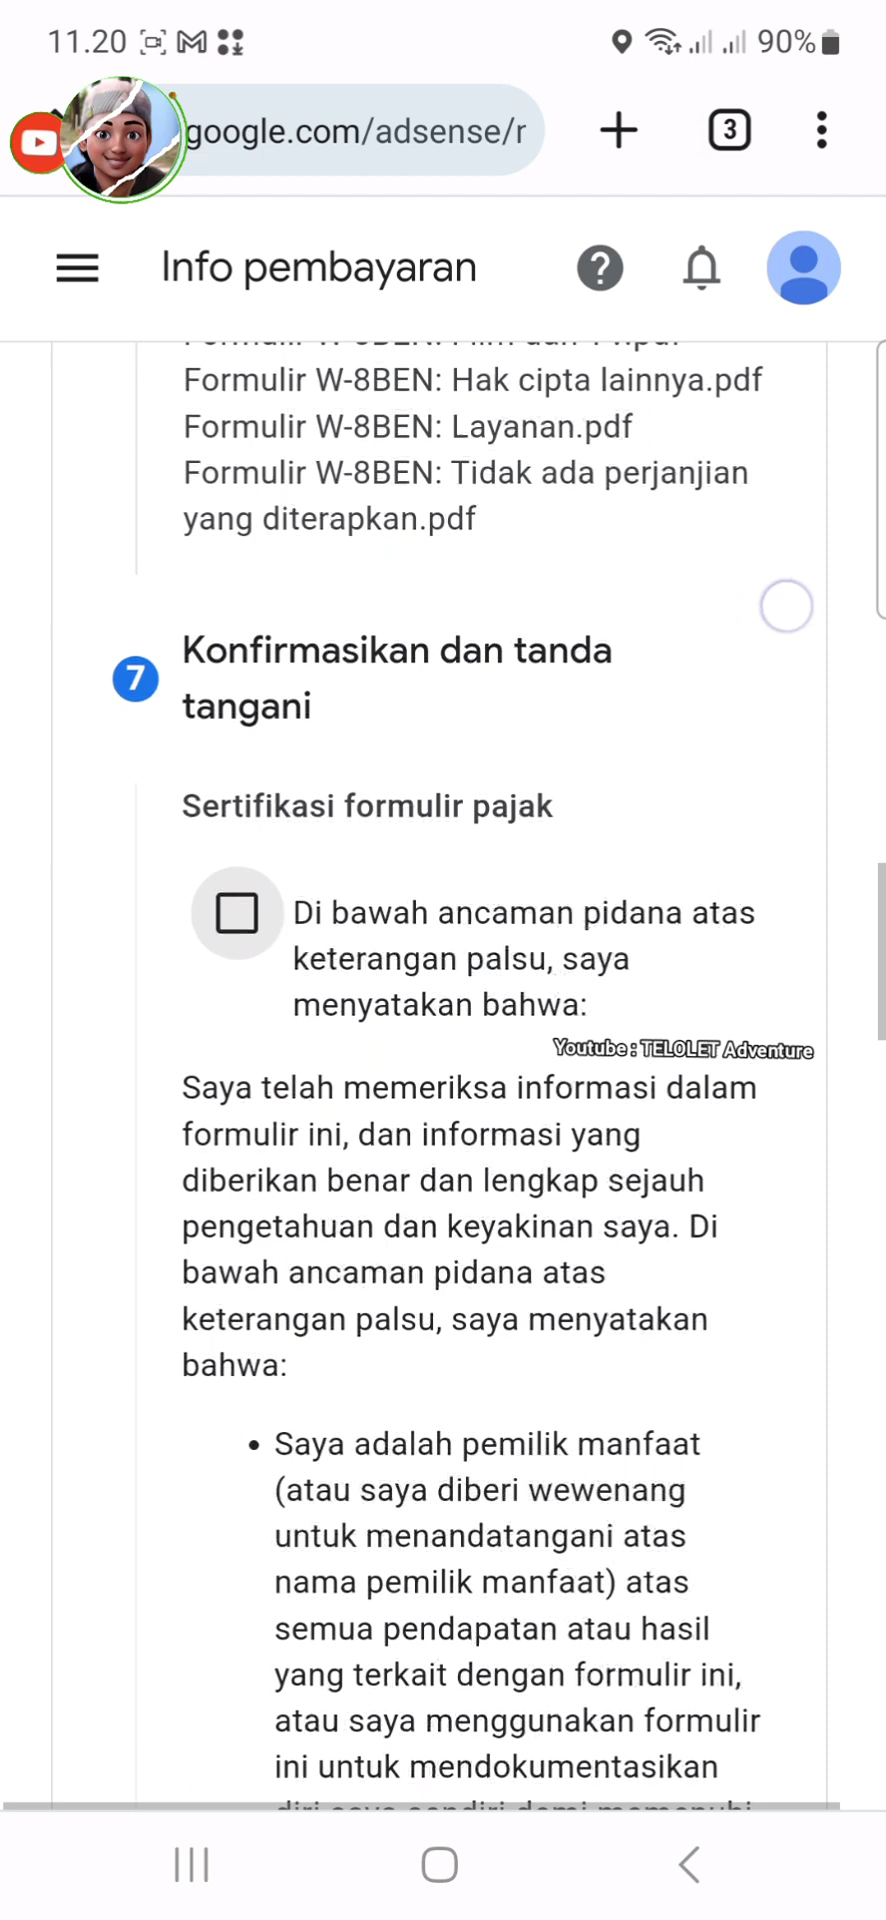 11.20
90%
google.com/adsense/r
3
Info pembayaran
Formulir W-8BEN: Hak cipta lainnya.pdf
Formulir W-8BEN: Layanan.pdf
Formulir W-8BEN: Tidak ada perjanjian
yang diterapkan.pdf
7
Konfirmasikan dan tanda
tangani
Sertifikasi formulir pajak
Di bawah ancaman pidana atas
keterangan palsu, saya
menyatakan bahwa:
Youtube : TELOLET Adventure
Saya telah memeriksa informasi dalam
formulir ini, dan informasi yang
diberikan benar dan lengkap sejauh
pengetahuan dan keyakinan saya. Di
bawah ancaman pidana atas
keterangan palsu, saya menyatakan
bahwa:
• Saya adalah pemilik manfaat
(atau saya diberi wewenang
untuk menandatangani atas
nama pemilik manfaat) atas
semua pendapatan atau hasil
yang terkait dengan formulir ini,
atau saya menggunakan formulir
ini untuk mendokumentasikan